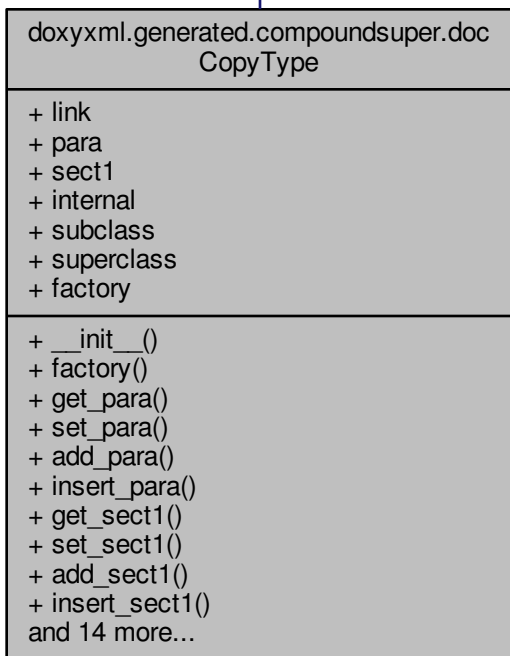 doxyxml.generated.compoundsuper.doc
CopyType
+ link
+ para
+ sect1
+ internal
+ subclass
+ superclass
+ factory
+ __init__()
+ factory()
+ get_para()
+ set_para()
+ add_para()
+ insert_para()
+ get_sect1()
+ set_sect1()
+ add_sect1()
+ insert_sect1()
and 14 more...